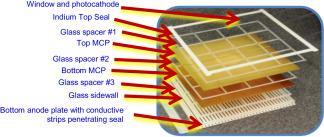 Window and photocathode
Indium Top Seal
Glass spacer #1
Top MCP
Glass spacer #2
Bottom MCP
Glass spacer #3
Glass sidewall
Bottom anode plate with conductive
strips penetrating seal